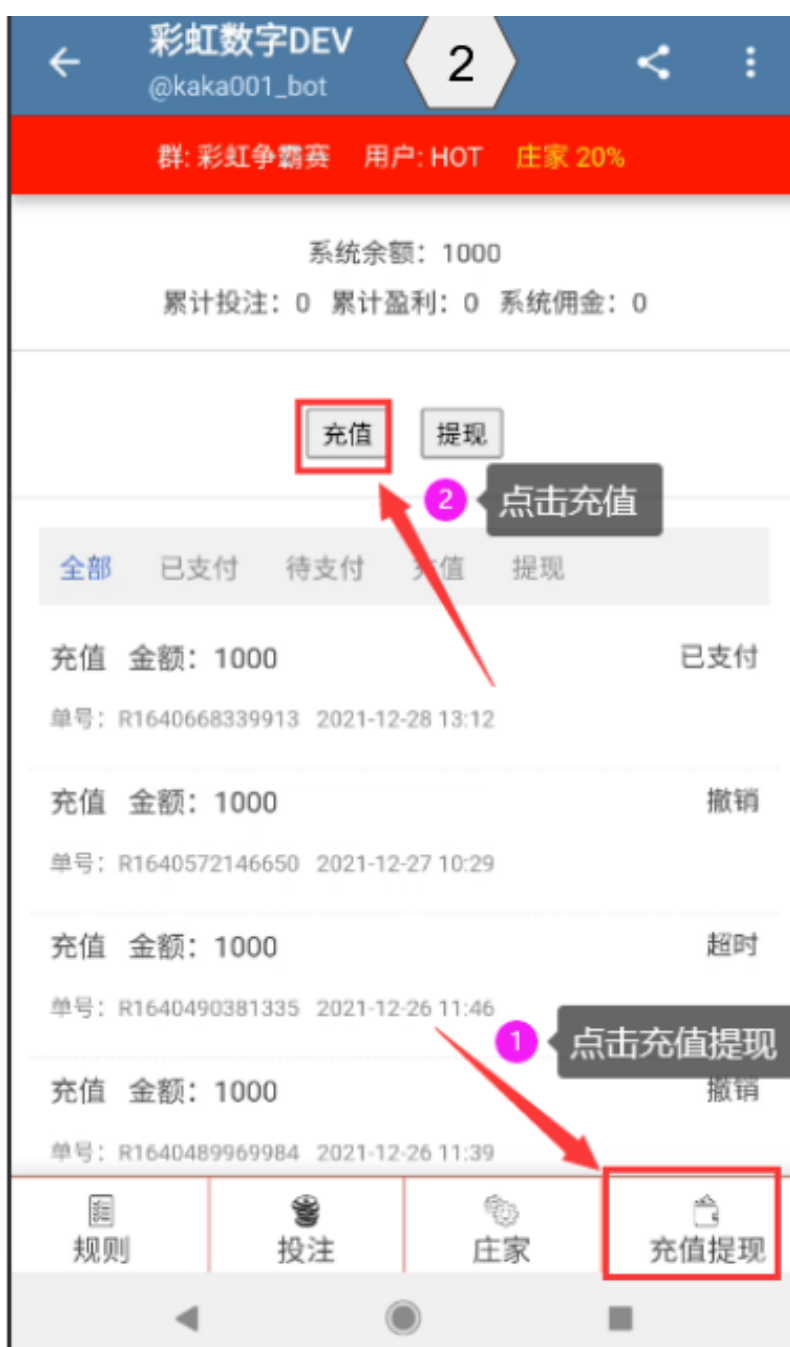 彩虹数字DEV
@kaka001_bot
2
群: 彩虹争霸赛 用户: HOT 庄家 20%
系统余额: 1000
累计投注: 0 累计盈利: 0 系统佣金: 0
充值 提现
2 点击充值
全部 已支付 待支付 充值 提现
充值 金额: 1000 已支付
单号: R1640668339913 2021-12-28 13:12
充值 金额: 1000 撤销
单号: R1640572146650 2021-12-27 10:29
充值 金额: 1000 超时
单号: R1640490381335 2021-12-26 11:46
1 点击充值提现
充值 金额: 1000 撤销
单号: R1640489969984 2021-12-26 11:39
规则 投注 庄家 充值提现